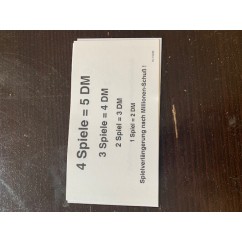 4 Spiele = 5 DM
3 Spiele = 4 DM
2 Spiel = 3 DM
1 Spiel = 2 DM
Spielverlängerung nach Millionen-Schuß !